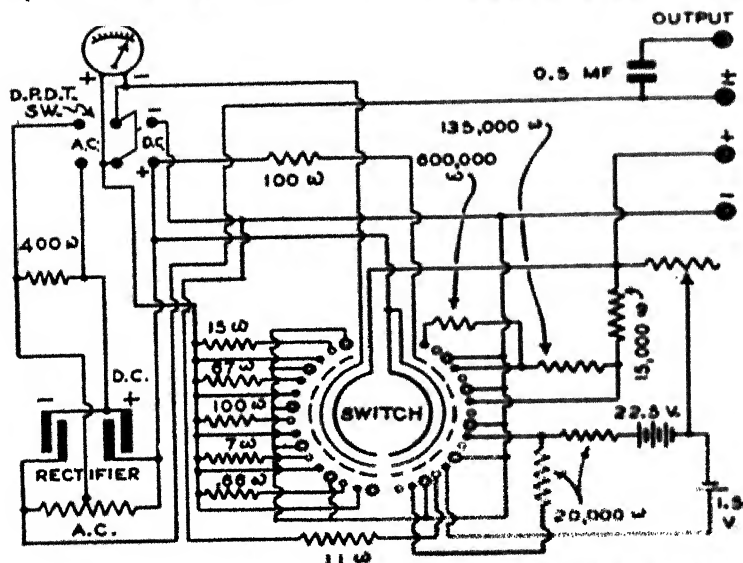 OUTPUT
0.5 MF
±
+ -
D.P.D.T.
SW.
-
A.C.
D.C.
+
135,000 ω
600,000
ω
+
100 ω
-
400 ω
15 ω
67 ω
100 ω
7 ω
SWITCH
15,000 ω
D.C.
- +
RECTIFIER
22.5 V.
A.C.
11 ω
20,000 ω
1.5
V.